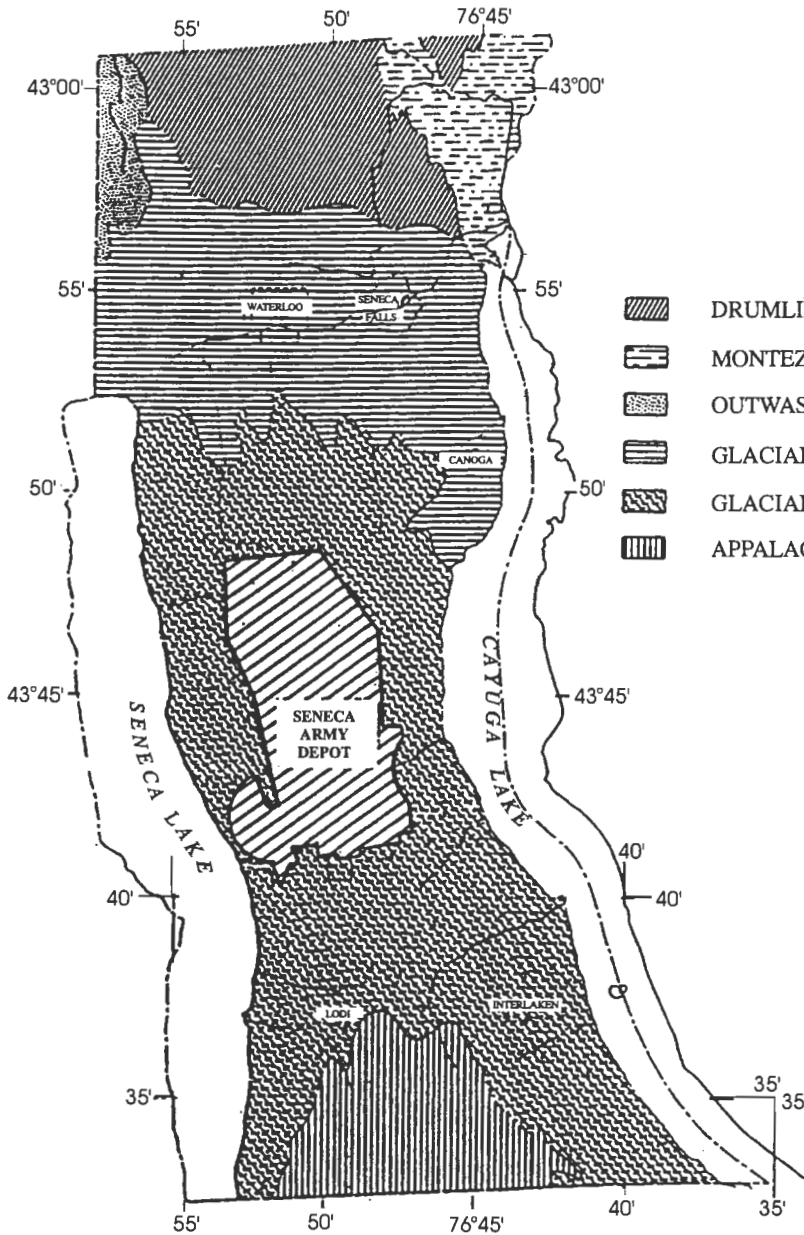 55'
50'
76°45'
43°00'
43°00'
55'
55'
WATERLOO
SENECA
FALLS
DRUMLI
MONTEZ
OUTWAS
GLACIAL
GLACIAL
APPALAC
CANOGA
50'
50'
43°45'
43°45'
SENECA
ARMY
DEPOT
SENECA LAKE
CAYUGA LAKE
40'
40'
40'
LODI
INTERLAKEN
35'
35'
35'
55'
50'
76°45'
40'
35'